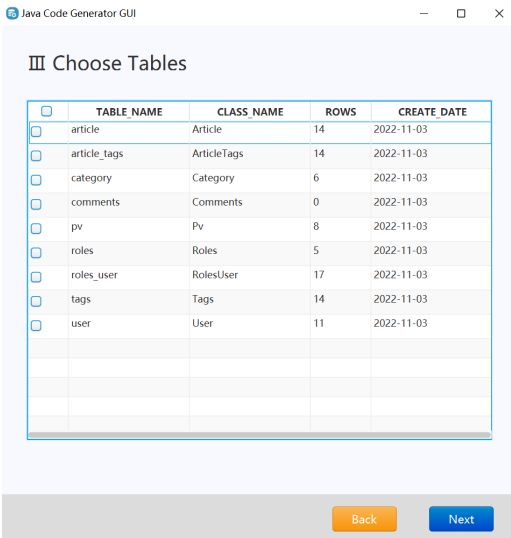 Java Code Generator GUI
Ⅲ Choose Tables
TABLE_NAME CLASS_NAME ROWS CREATE_DATE
article Article 14 2022-11-03
article_tags ArticleTags 14 2022-11-03
category Category 6 2022-11-03
comments Comments 0 2022-11-03
pv Pv 8 2022-11-03
roles Roles 5 2022-11-03
roles_user RolesUser 17 2022-11-03
tags Tags 14 2022-11-03
user User 11 2022-11-03
Back Next